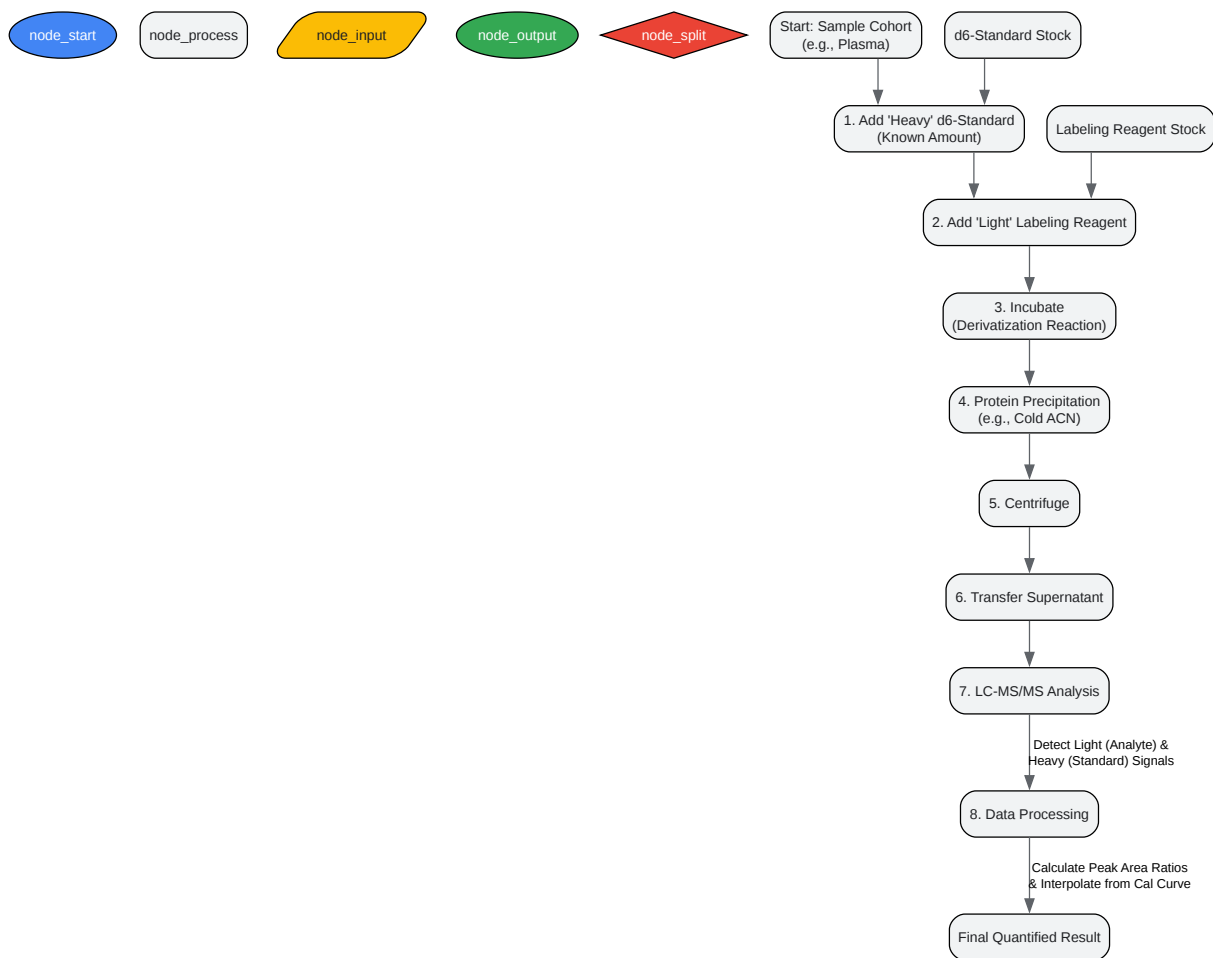 node_start
node_process
node_input
node_output
node_split
Start: Sample Cohort
(e.g., Plasma)
d6-Standard Stock
1. Add 'Heavy' d6-Standard
(Known Amount)
Labeling Reagent Stock
2. Add 'Light' Labeling Reagent
3. Incubate
(Derivatization Reaction)
4. Protein Precipitation
(e.g., Cold ACN)
5. Centrifuge
6. Transfer Supernatant
7. LC-MS/MS Analysis
Detect Light (Analyte) &
Heavy (Standard) Signals
8. Data Processing
Calculate Peak Area Ratios
& Interpolate from Cal Curve
Final Quantified Result